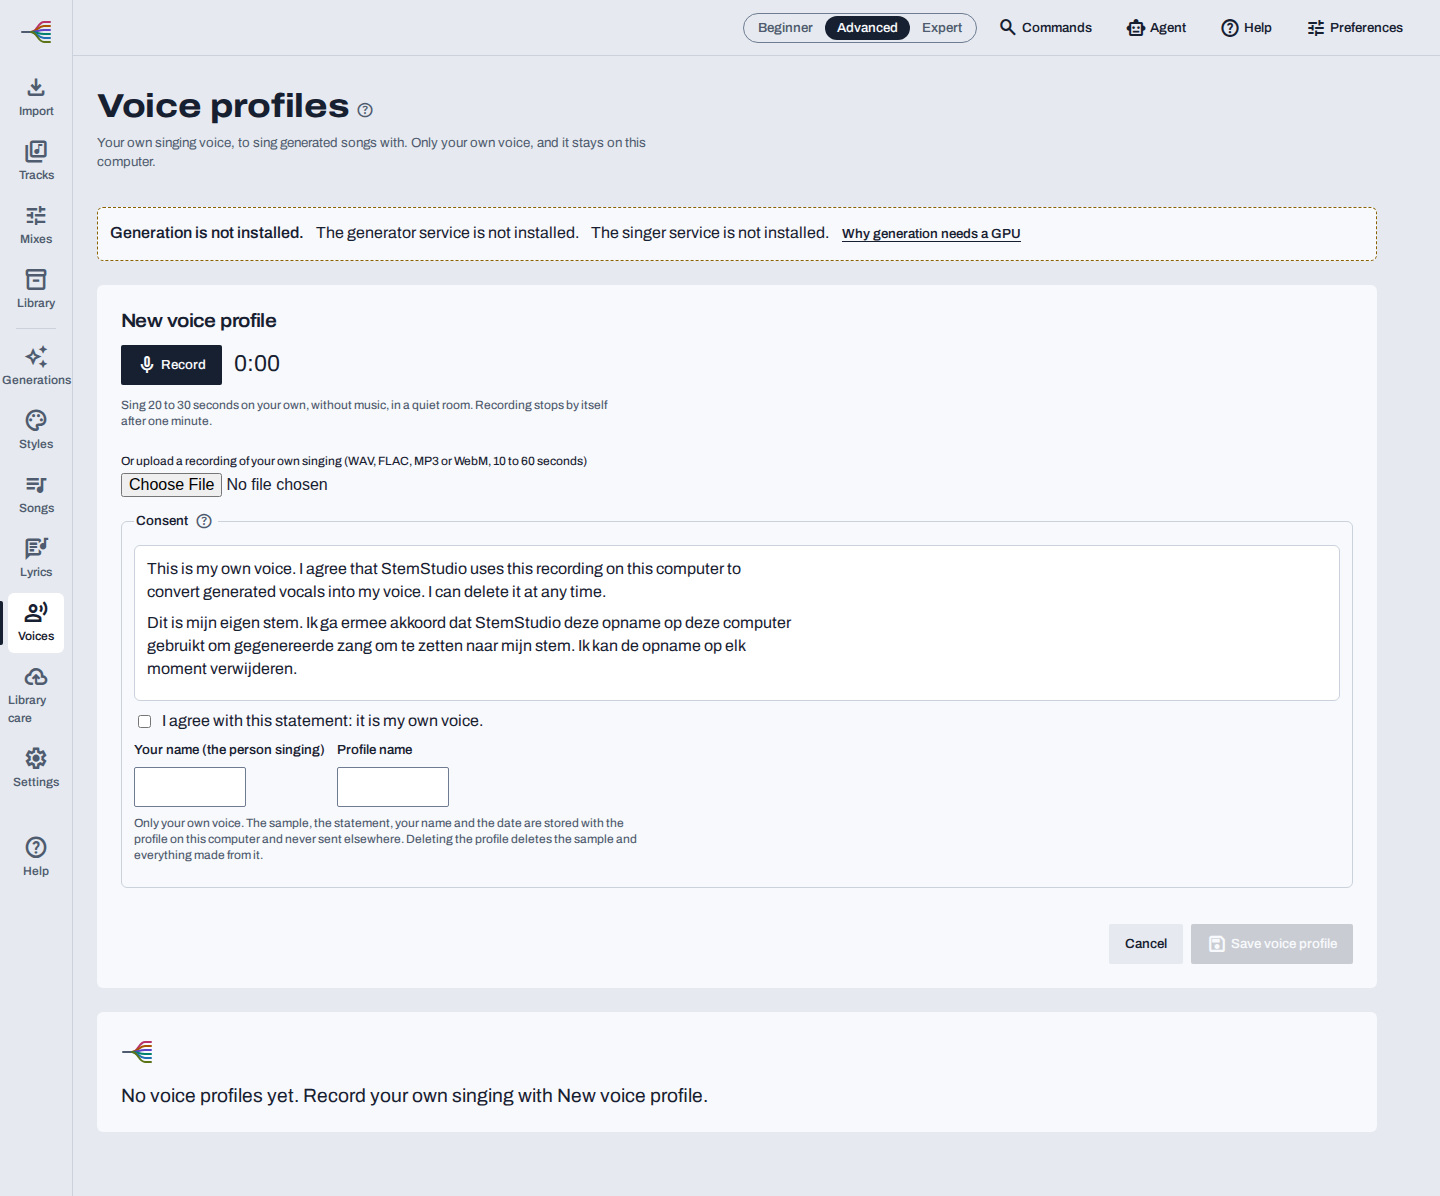 Beginner Advanced Expert Commands Agent Help Preferences
Import
Tracks
Mixes
Library
Generations
Styles
Songs
Lyrics
Voices
Library
care
Settings
Help
Voice profiles
Your own singing voice, to sing generated songs with. Only your own voice, and it stays on this
computer.
Generation is not installed. The generator service is not installed. The singer service is not installed. Why generation needs a GPU
New voice profile
Record 0:00
Sing 20 to 30 seconds on your own, without music, in a quiet room. Recording stops by itself
after one minute.
Or upload a recording of your own singing (WAV, FLAC, MP3 or WebM, 10 to 60 seconds)
Choose File No file chosen
Consent
This is my own voice. I agree that StemStudio uses this recording on this computer to
convert generated vocals into my voice. I can delete it at any time.
Dit is mijn eigen stem. Ik ga ermee akkoord dat StemStudio deze opname op deze computer
gebruikt om gegenereerde zang om te zetten naar mijn stem. Ik kan de opname op elk
moment verwijderen.
I agree with this statement: it is my own voice.
Your name (the person singing) Profile name
Only your own voice. The sample, the statement, your name and the date are stored with the
profile on this computer and never sent elsewhere. Deleting the profile deletes the sample and
everything made from it.
Cancel Save voice profile
No voice profiles yet. Record your own singing with New voice profile.